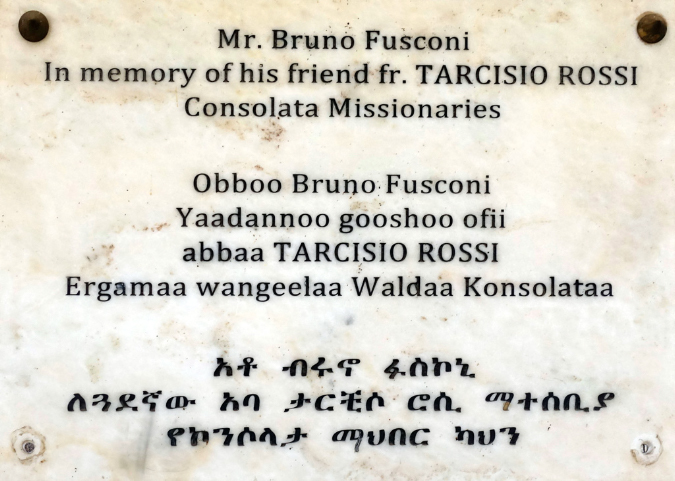 Mr. Bruno Fusconi
In memory of his friend fr. TARCISIO ROSSI
Consolata Missionaries
Obboo Bruno Fusconi
Yaadannoo gooshoo ofii
abbaa TARCISIO ROSSI
Ergamaa wangeelaa Waldaa Konsolataa
አቶ ብሩኖ ፋስኮኒ
ለጓደኛው አባ ታርቺሶ ሮሲ ማተሰቢያ
የኮንሶላታ ማህበር ካህን